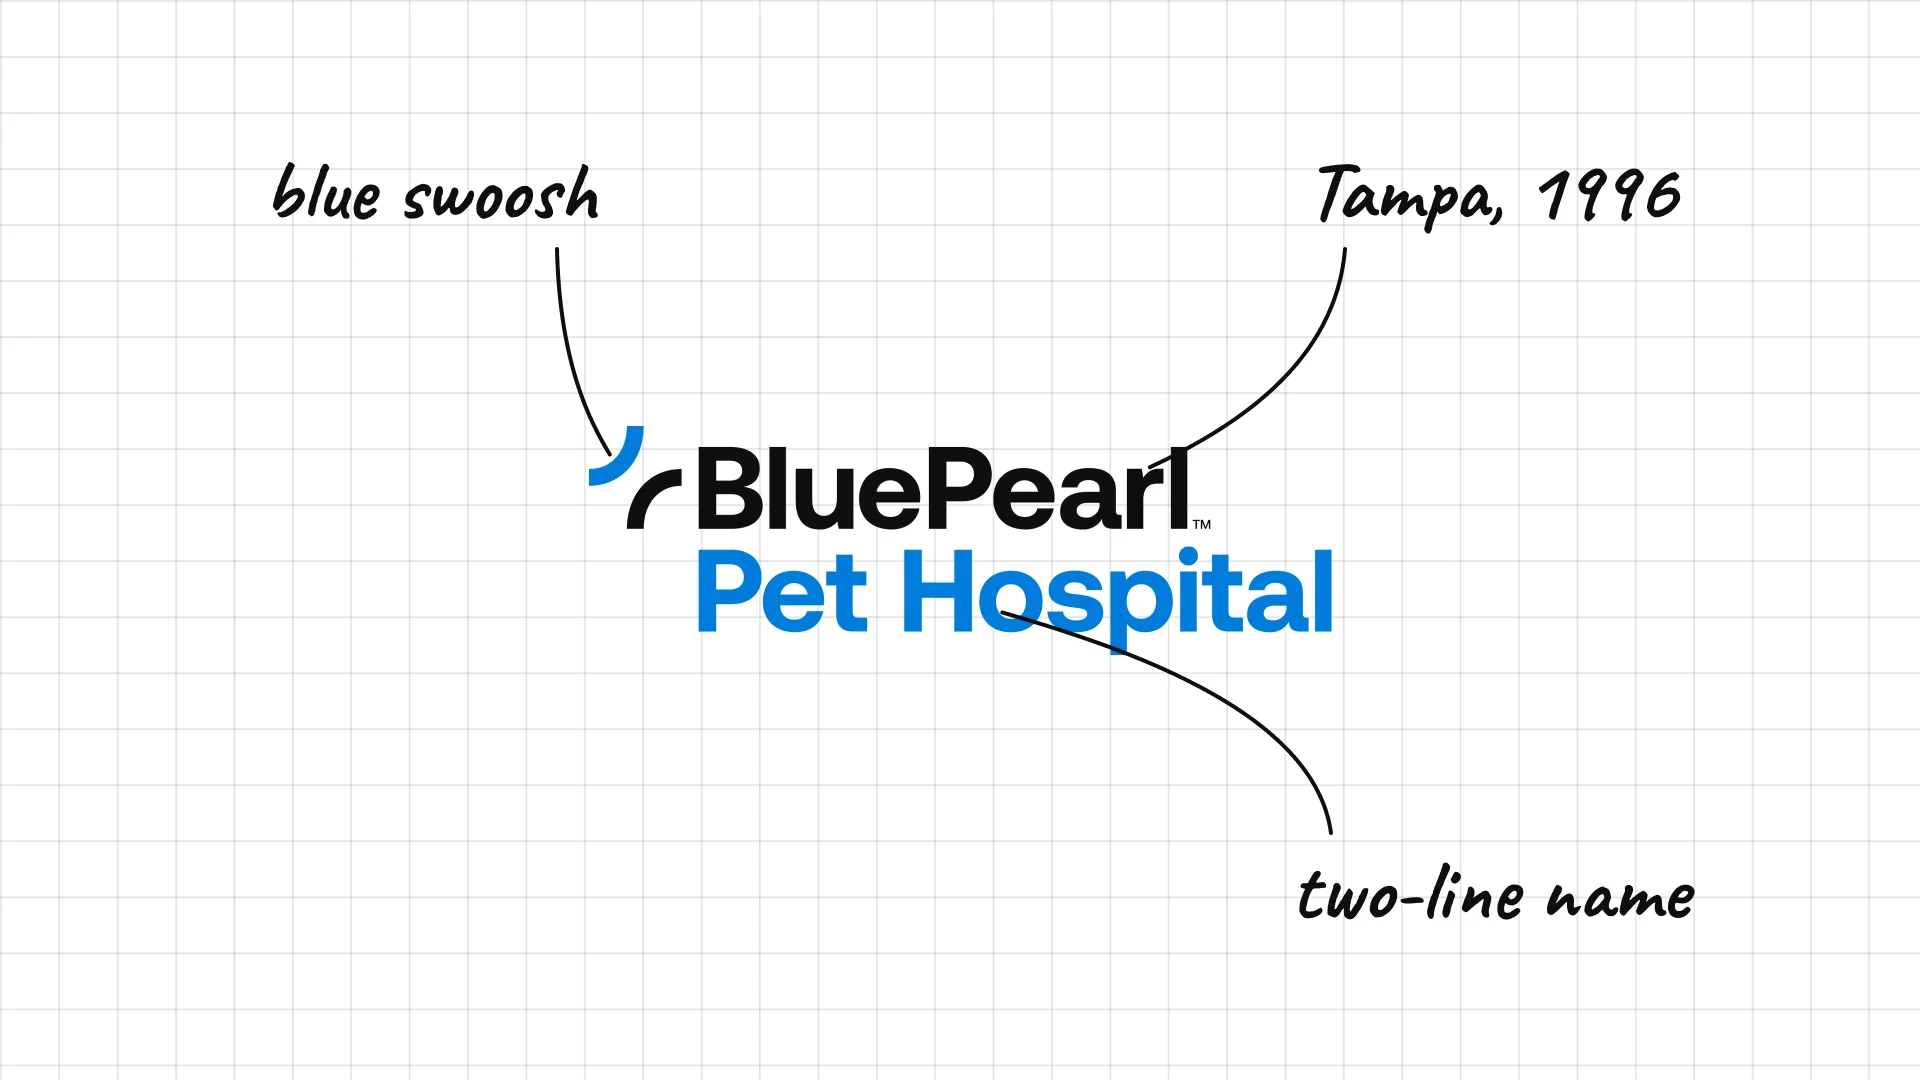 blue swoosh
Tampa, 1996
BluePearl™
Pet Hospital
two-line name